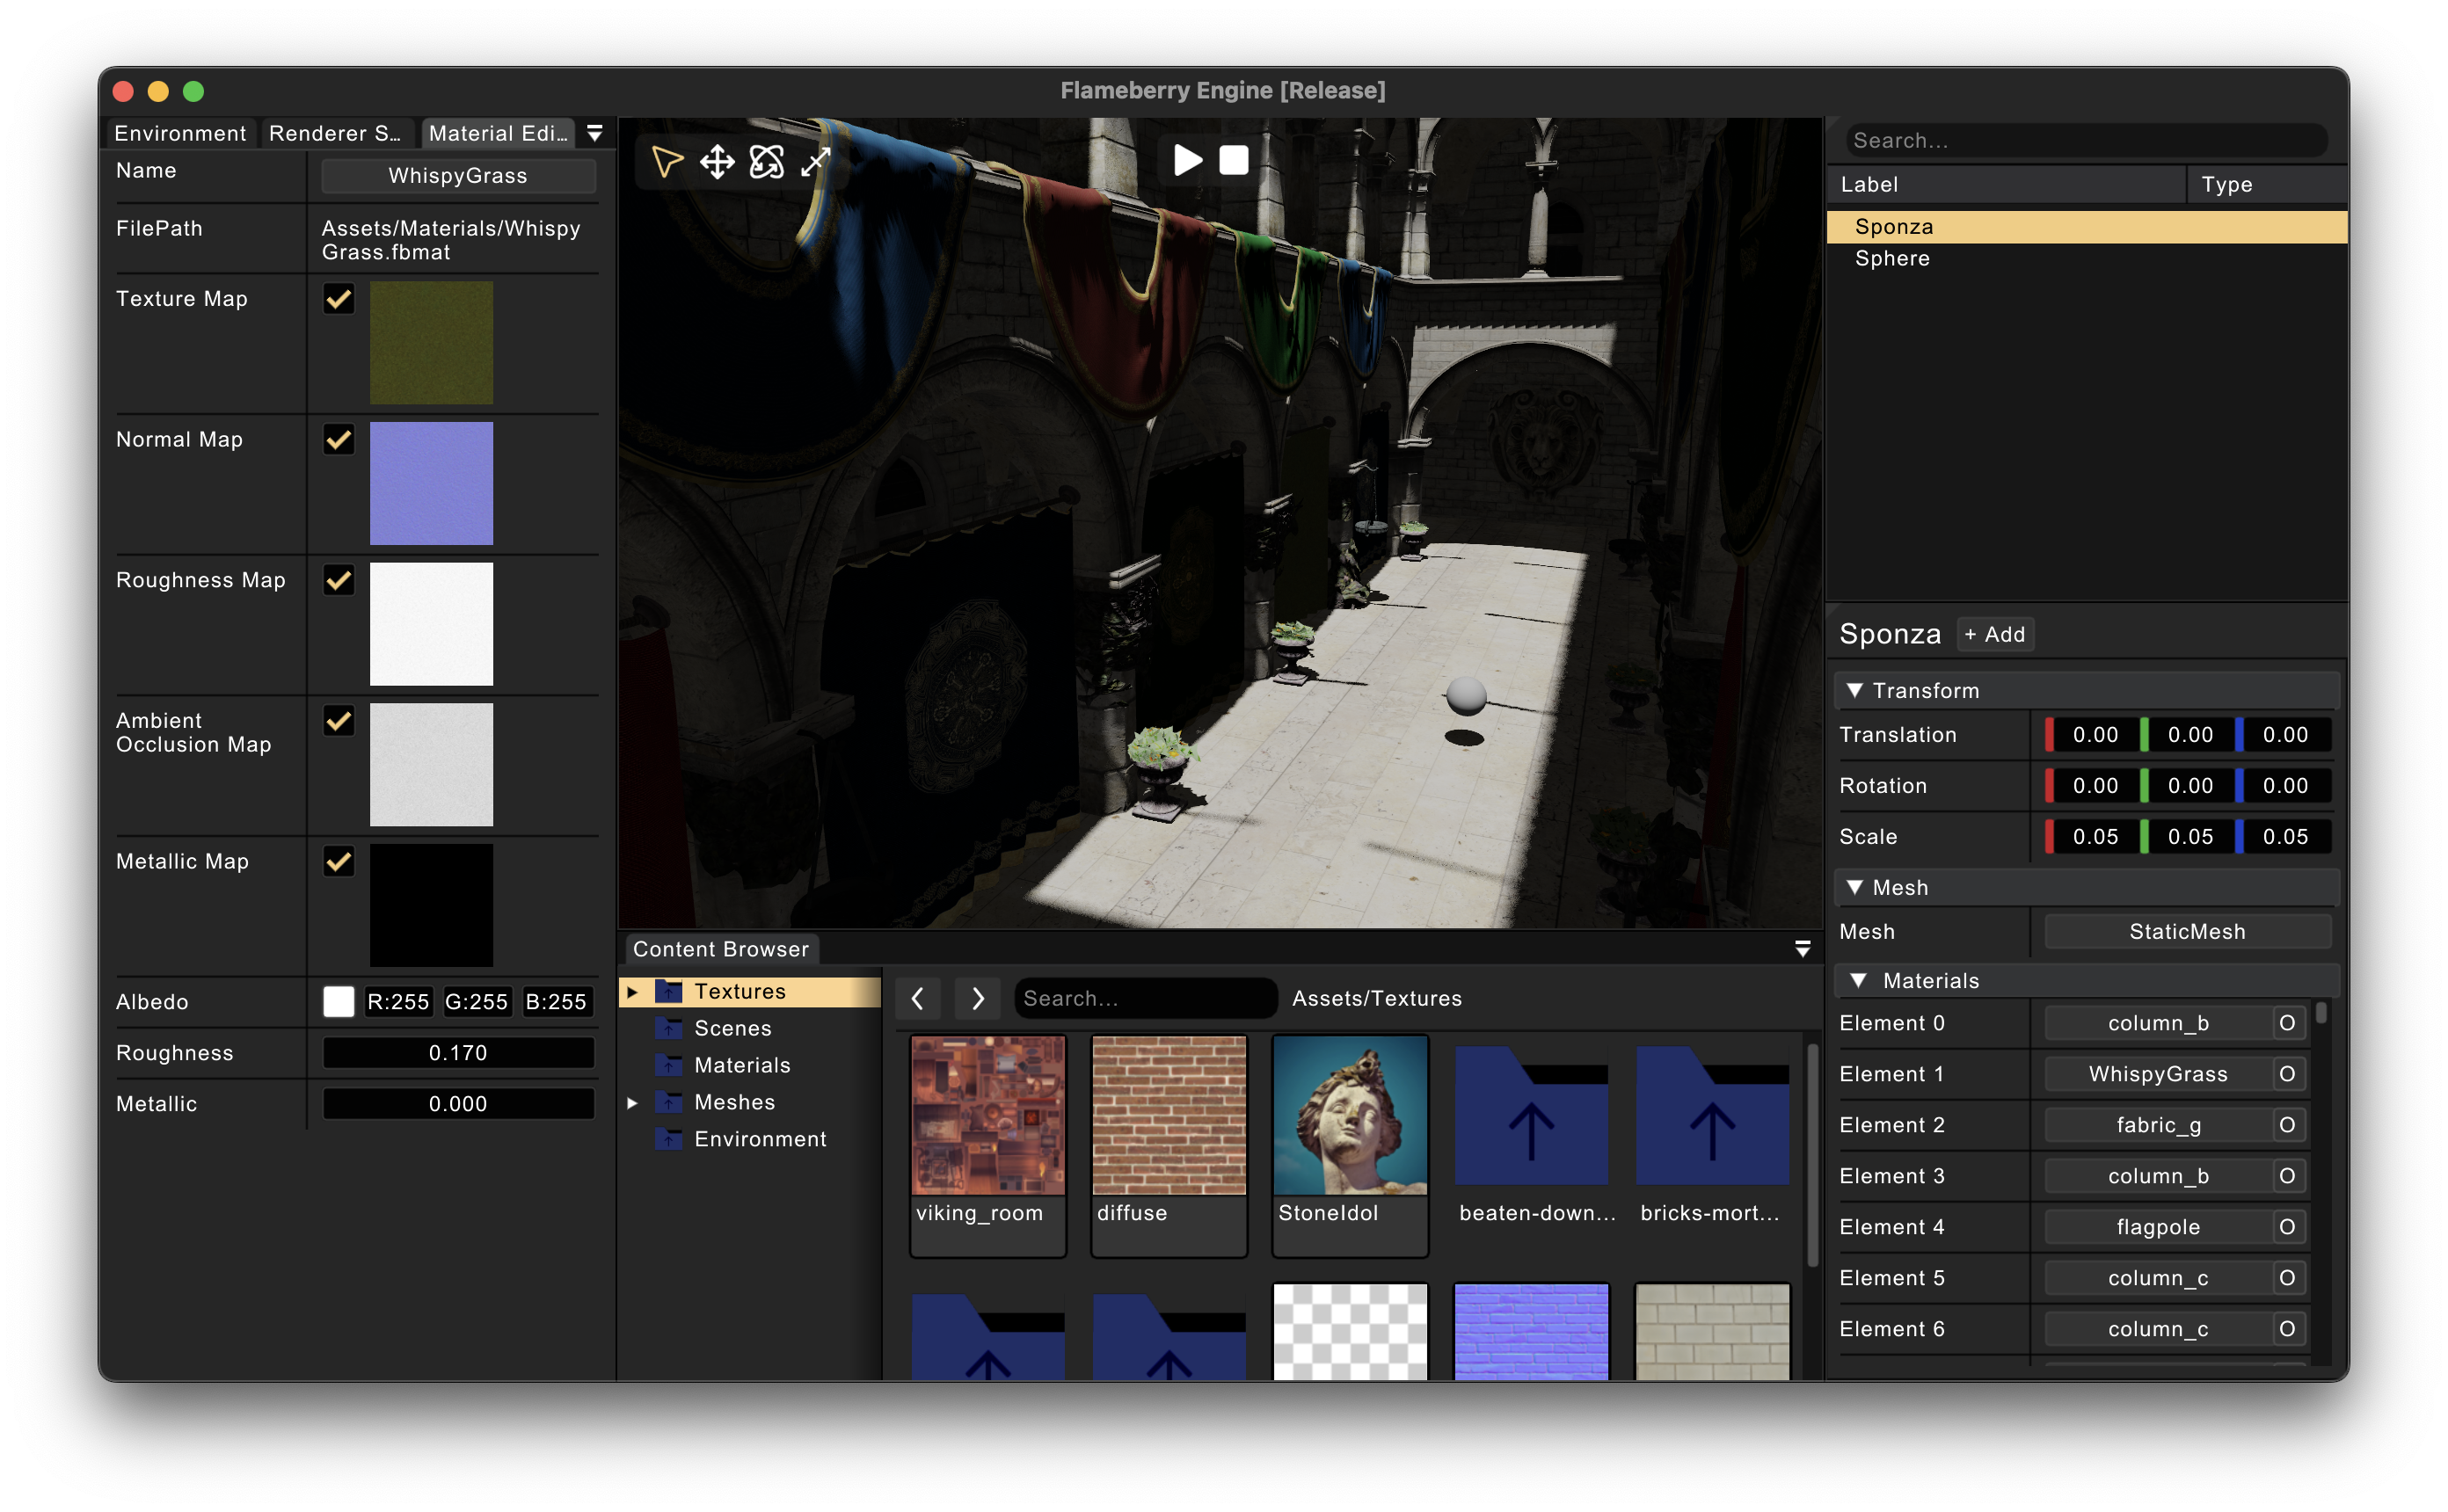 Flameberry Engine [Release]
Environment
Renderer S...
Material Edi...
Name
WhispyGrass
FilePath
Assets/Materials/Whispy
Grass.fbmat
Texture Map
Normal Map
Roughness Map
Ambient
Occlusion Map
Metallic Map
Albedo
R:255
G:255
B:255
Roughness
0.170
Metallic
0.000
Content Browser
Textures
Scenes
Materials
Meshes
Environment
Search...
Assets/Textures
viking_room
diffuse
StoneIdol
beaten-down...
bricks-mort...
Search...
Label
Type
Sponza
Sphere
Sponza
+ Add
Transform
Translation
0.00
0.00
0.00
Rotation
0.00
0.00
0.00
Scale
0.05
0.05
0.05
Mesh
Mesh
StaticMesh
Materials
Element 0
column_b
O
Element 1
WhispyGrass
O
Element 2
fabric_g
O
Element 3
column_b
O
Element 4
flagpole
O
Element 5
column_c
O
Element 6
column_c
O